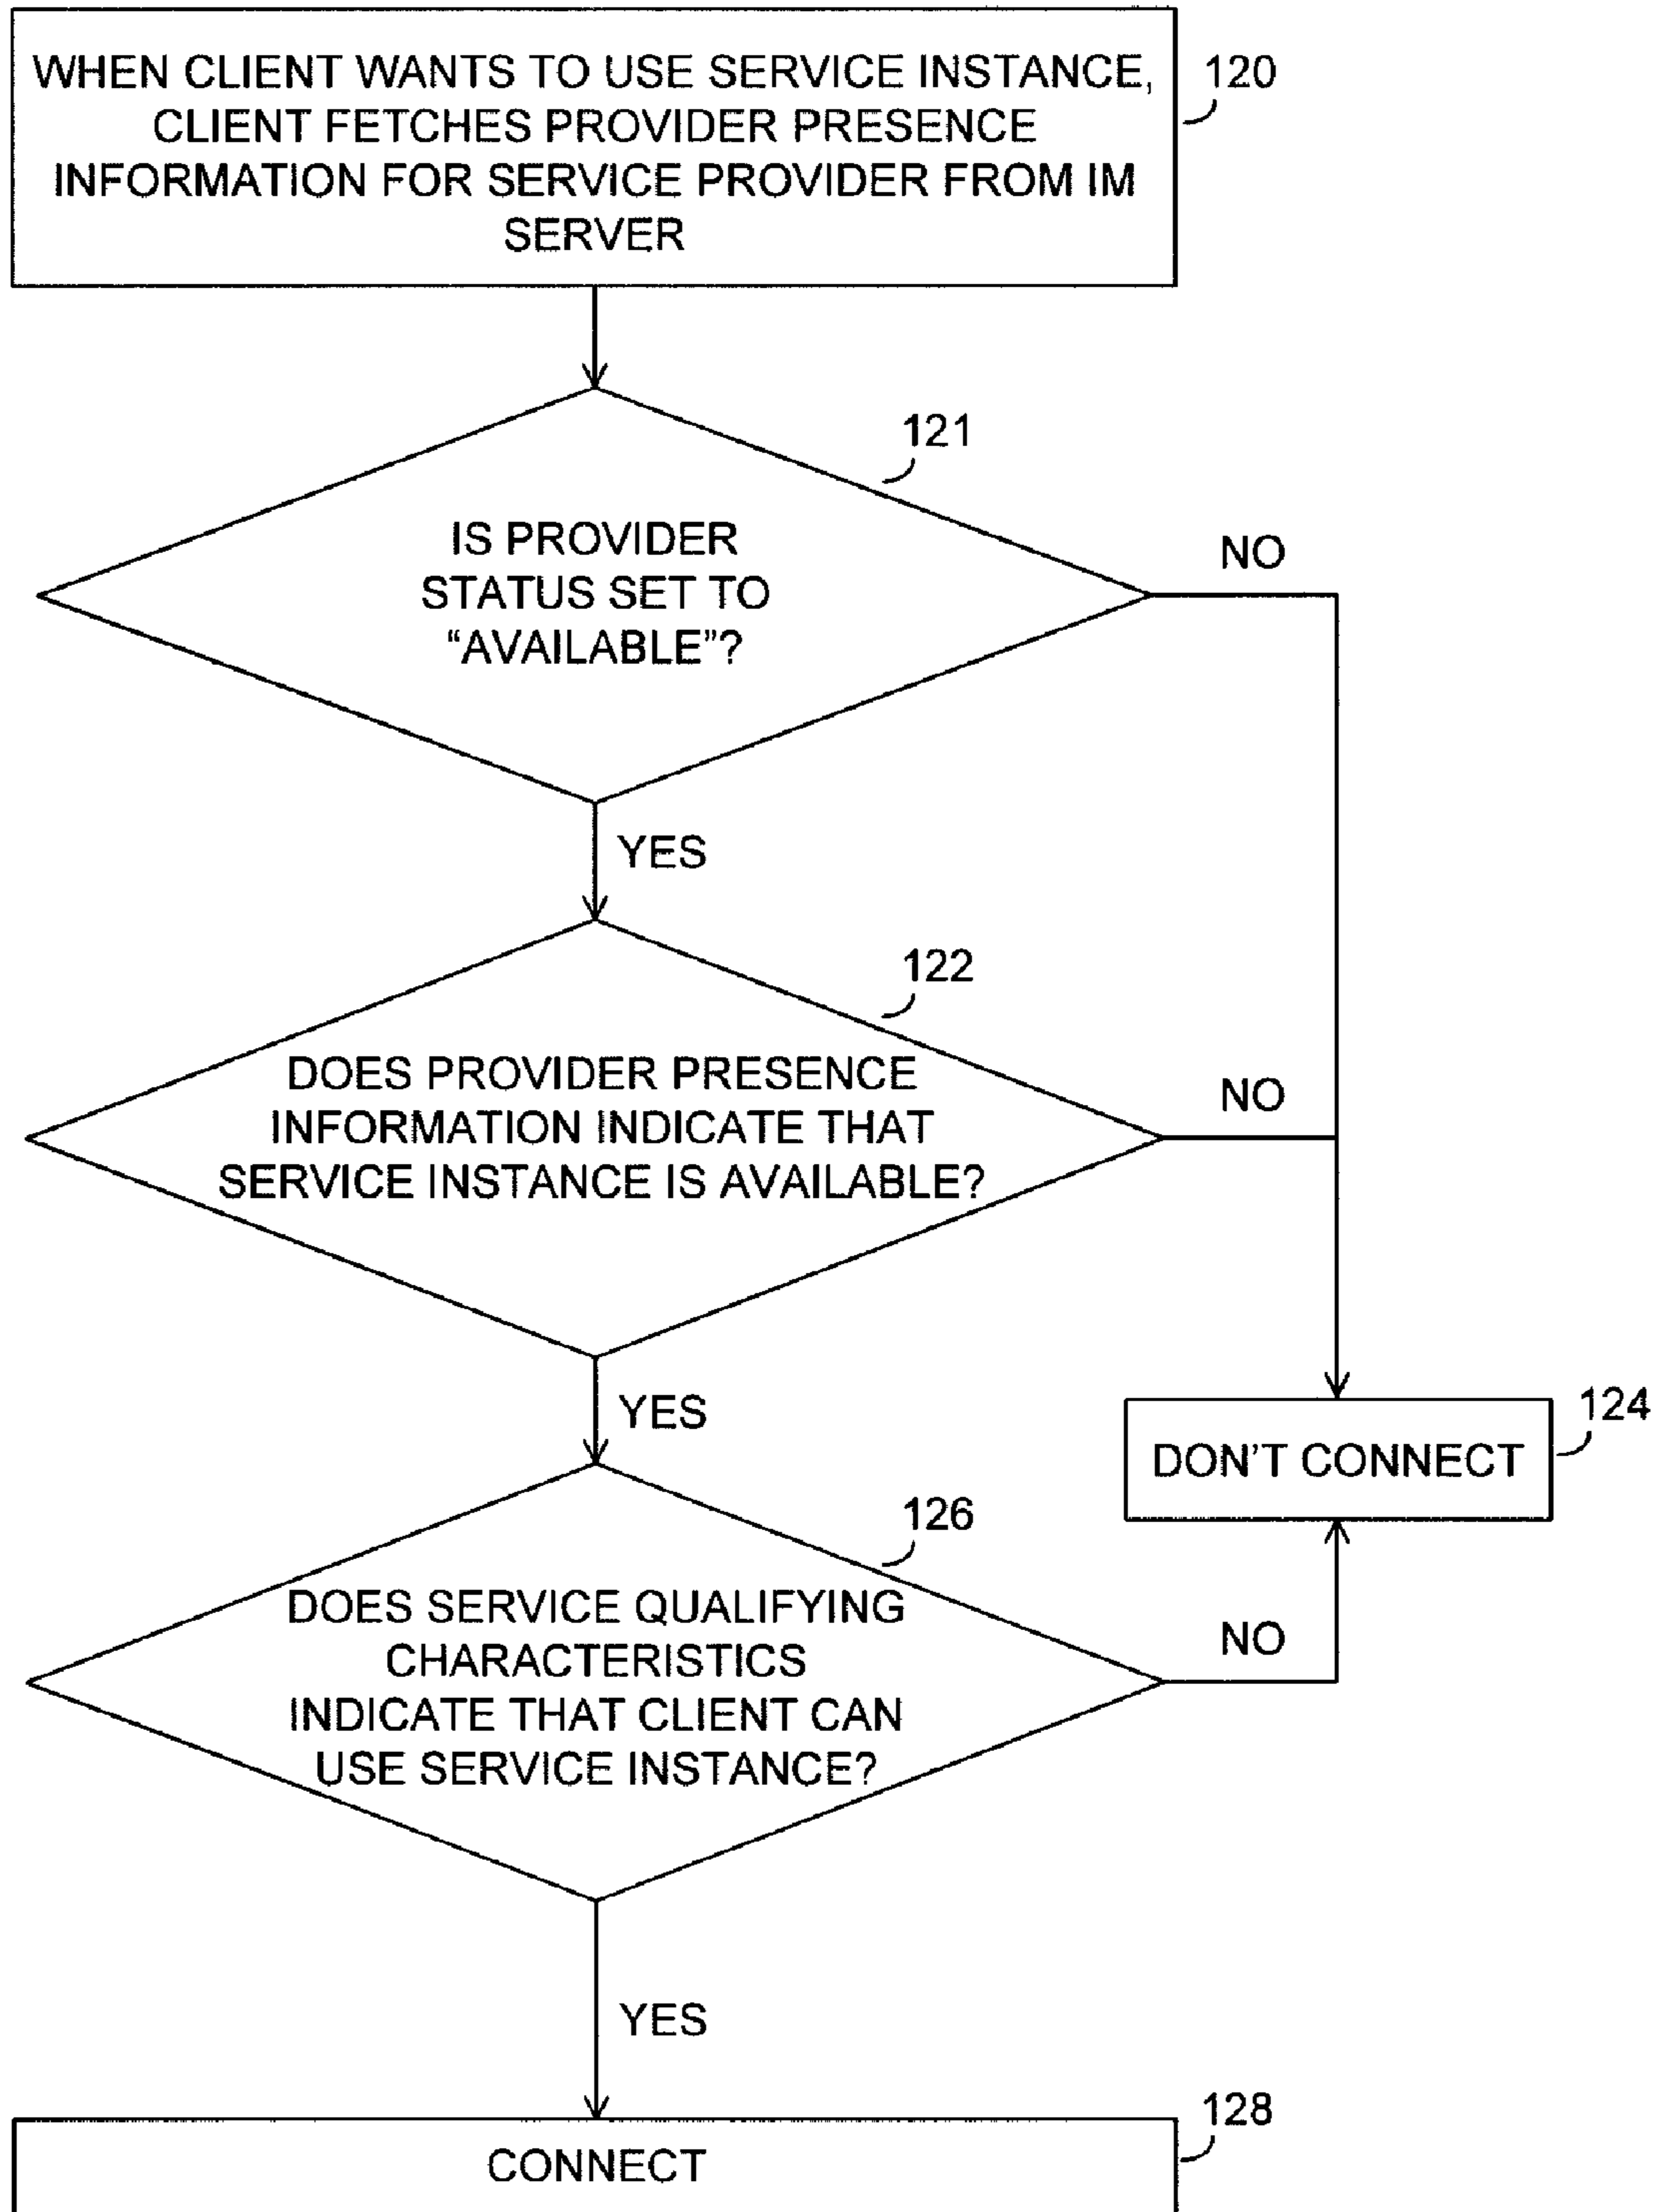 WHEN CLIENT WANTS TO USE SERVICE INSTANCE,
CLIENT FETCHES PROVIDER PRESENCE
INFORMATION FOR SERVICE PROVIDER FROM IM
SERVER
120
121
IS PROVIDER
STATUS SET TO
“AVAILABLE”?
NO
YES
122
DOES PROVIDER PRESENCE
INFORMATION INDICATE THAT
SERVICE INSTANCE IS AVAILABLE?
NO
YES
124
DON'T CONNECT
126
DOES SERVICE QUALIFYING
CHARACTERISTICS
INDICATE THAT CLIENT CAN
USE SERVICE INSTANCE?
NO
YES
128
CONNECT